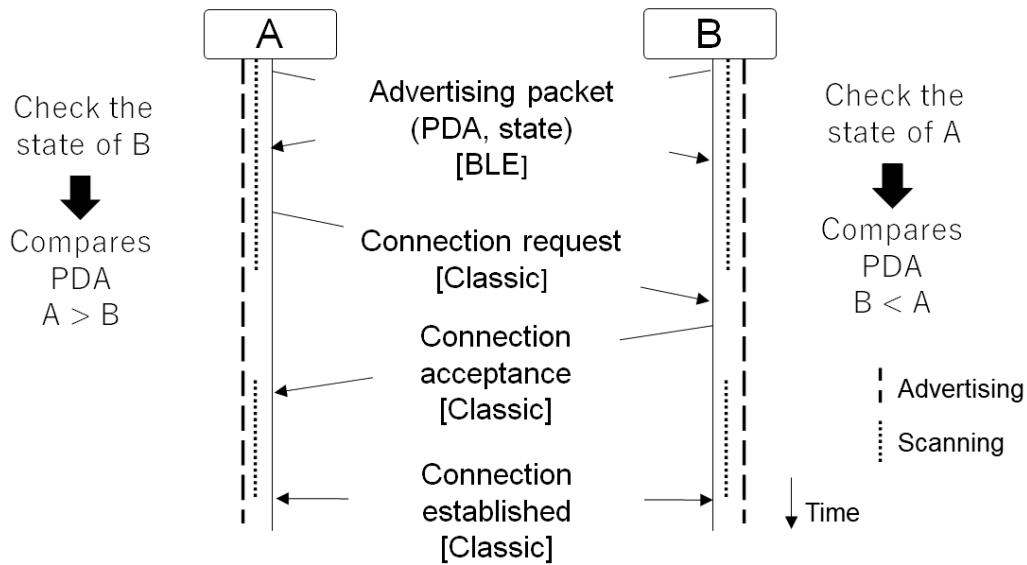 A
B
Check the
state of B
Compares
PDA
A > B
Advertising packet
(PDA, state)
[BLE]
Connection request
[Classic]
Connection
acceptance
[Classic]
Connection
established
[Classic]
Check the
state of A
Compares
PDA
B < A
Advertising
Scanning
Time